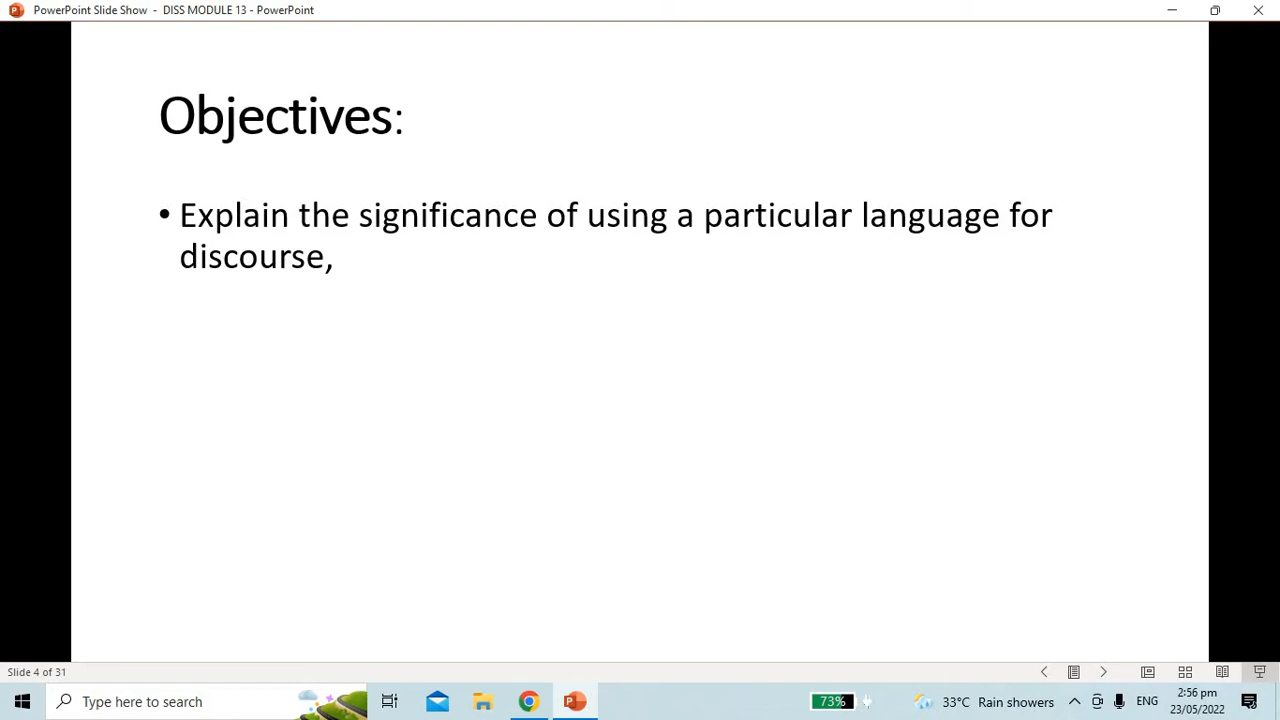 PowerPoint Slide Show - DISS MODULE 13 - PowerPoint
Objectives:
• Explain the significance of using a particular language for
discourse,
Slide 4 of 31
Type here to search
73%
33°C Rain showers
ENG
2:56 pm
23/05/2022